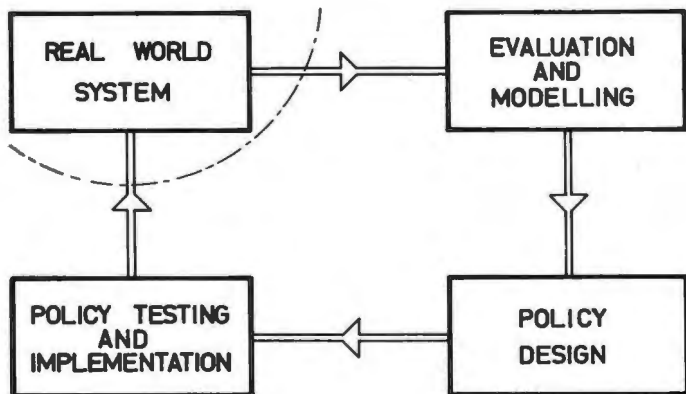 REAL WORLD
SYSTEM
EVALUATION
AND
MODELLING
POLICY TESTING
AND
IMPLEMENTATION
POLICY
DESIGN